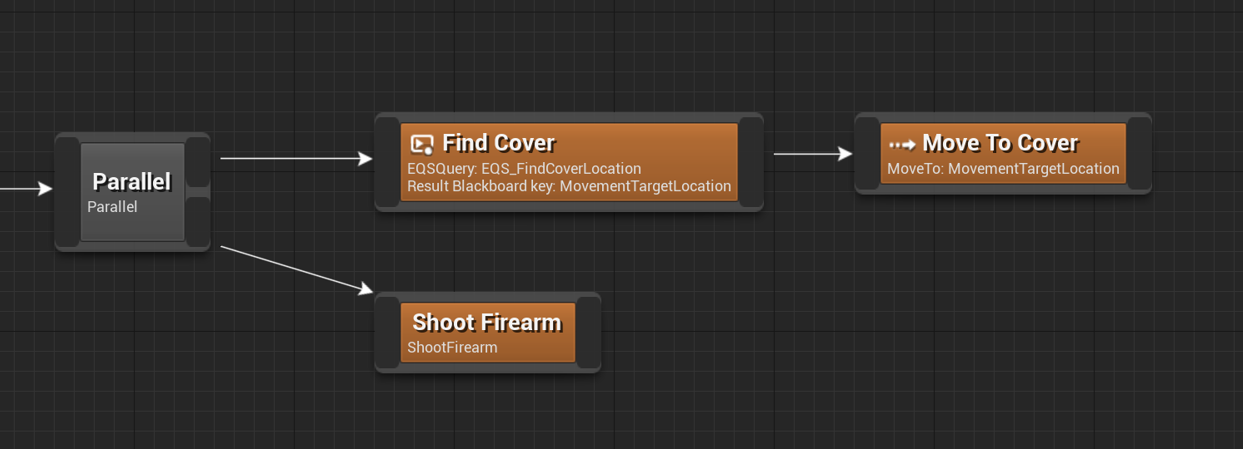 Parallel
Parallel
Find Cover
EQSQuery: EQS_FindCoverLocation
Result Blackboard key: MovementTargetLocation
Move To Cover
MoveTo: MovementTargetLocation
Shoot Firearm
ShootFirearm